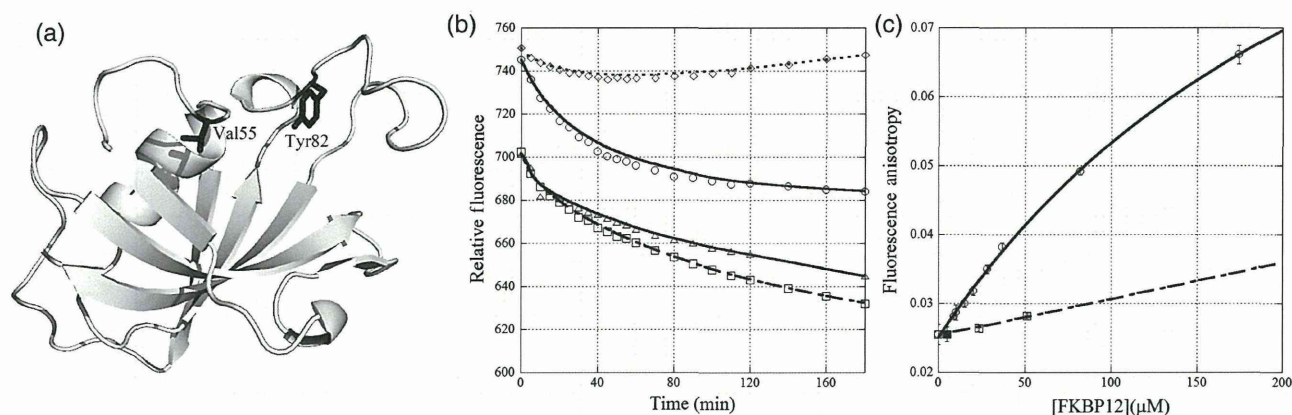 (a)
Val55
Tyr82
(b)
Relative fluorescence
760
740
720
700
680
660
640
620
600
0
40
80
120
160
Time (min)
(c)
Fluorescence anisotropy
0.07
0.06
0.05
0.04
0.03
0.02
0
50
100
150
200
[FKBP12](μM)